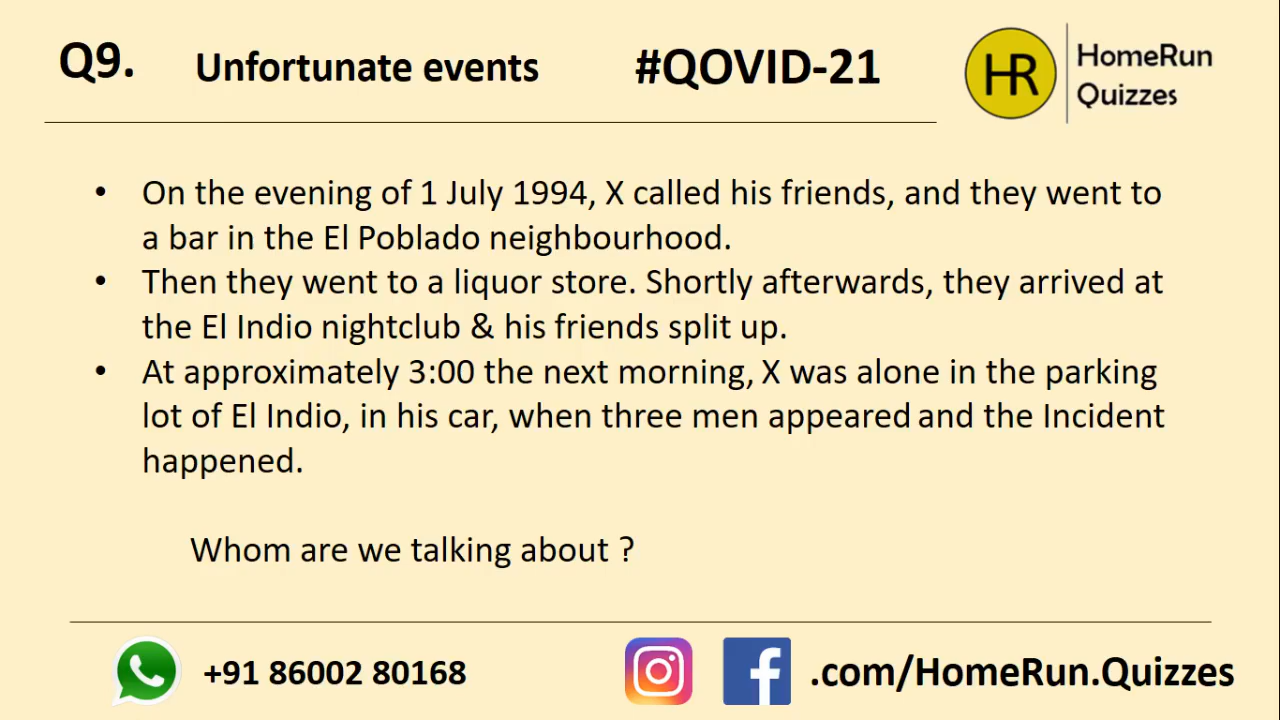 Q9. Unfortunate events #QOVID-21
HR HomeRun
Quizzes
• On the evening of 1 July 1994, X called his friends, and they went to
a bar in the El Poblado neighbourhood.
• Then they went to a liquor store. Shortly afterwards, they arrived at
the El Indio nightclub & his friends split up.
• At approximately 3:00 the next morning, X was alone in the parking
lot of El Indio, in his car, when three men appeared and the Incident
happened.
Whom are we talking about ?
+91 86002 80168 .com/HomeRun.Quizzes